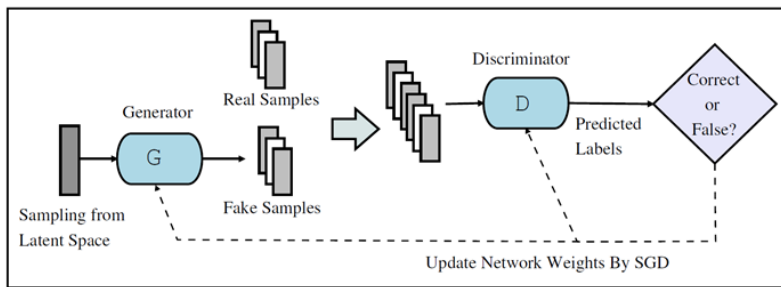 Real Samples
Generator
G
Fake Samples
Sampling from
Latent Space
Discriminator
D
Predicted
Labels
Correct
or
False?
Update Network Weights By SGD